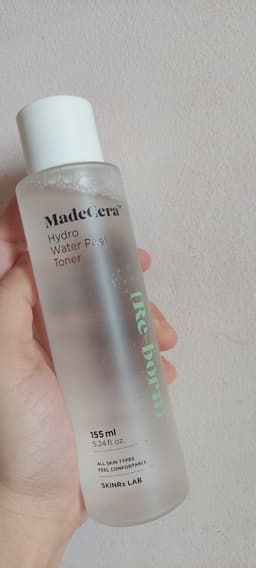 MadeCera™
Hydro
Water Peel
Toner
(Re-born)
155 ml
5.24 fl. oz.
ALL SKIN TYPES
PEEL COMFORTABLE
SKINRx LAB